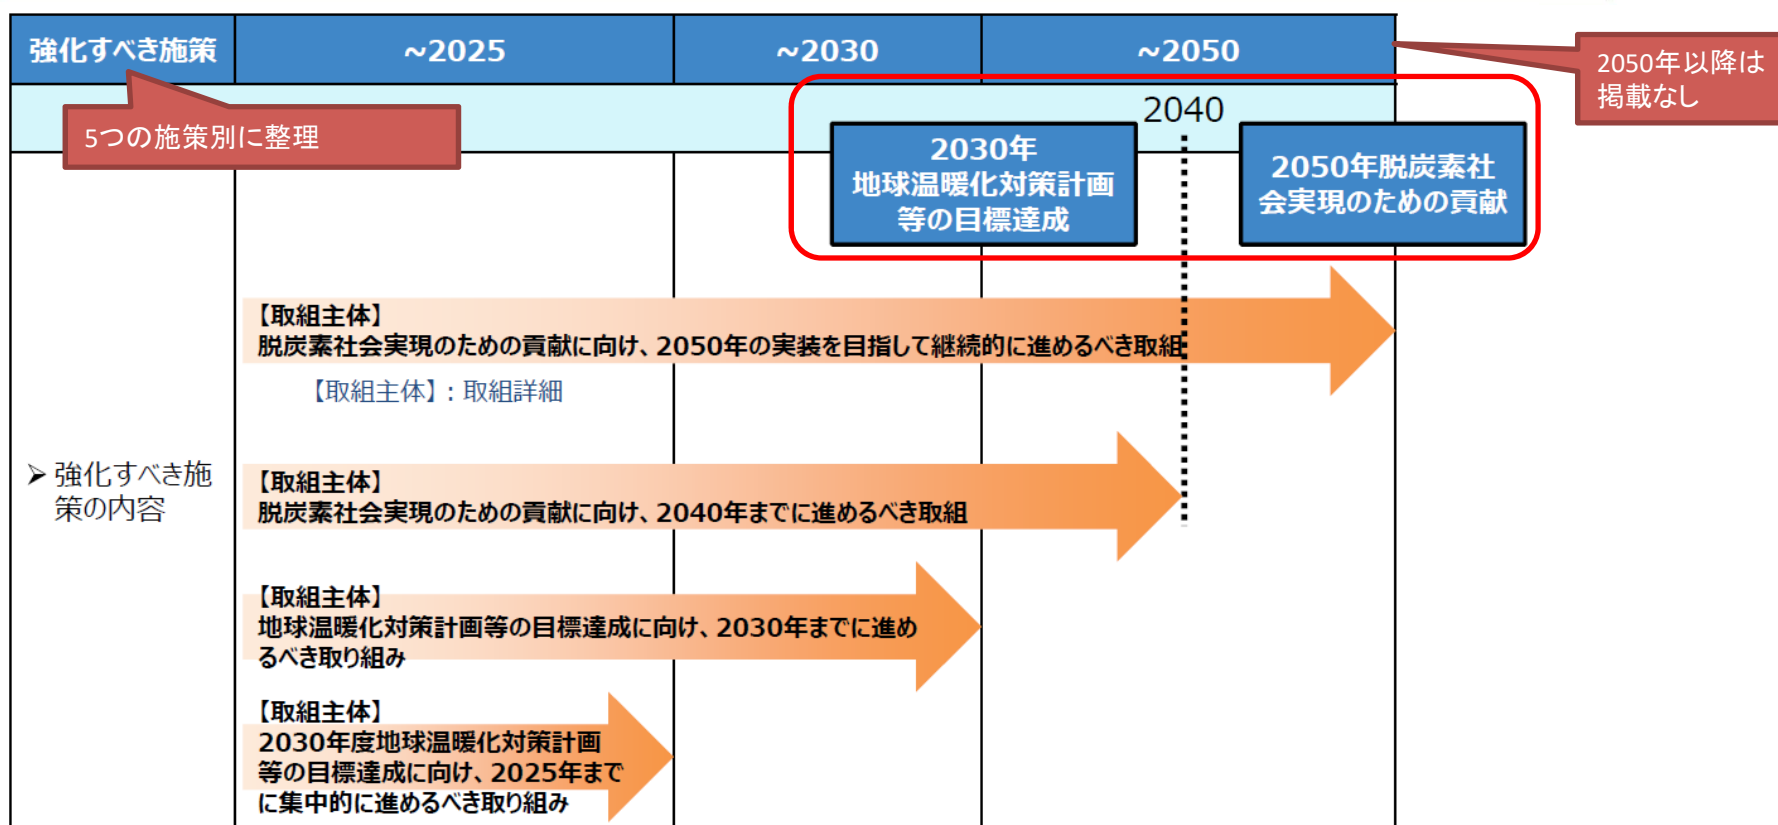 強化すべき施策
~2025
~2030
~2050
2050年以降は
掲載なし
5つの施策別に整理
2040
2030年
地球温暖化対策計画
等の目標達成
2050年脱炭素社
会実現のための貢献
【取組主体】
脱炭素社会実現のための貢献に向け、2050年の実装を目指して継続的に進めるべき取組
【取組主体】：取組詳細
➢ 強化すべき施
策の内容
【取組主体】
脱炭素社会実現のための貢献に向け、2040年までに進めるべき取組
【取組主体】
地球温暖化対策計画等の目標達成に向け、2030年までに進め
るべき取り組み
【取組主体】
2030年度地球温暖化対策計画
等の目標達成に向け、2025年まで
に集中的に進めるべき取り組み